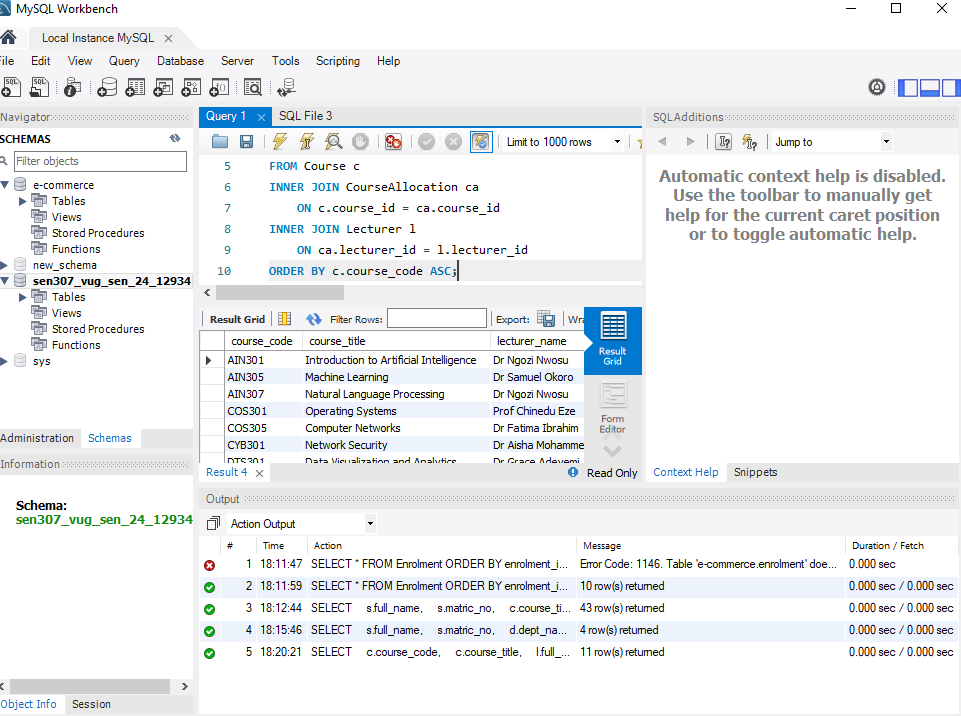 MySQL Workbench
Local Instance MySQL
File Edit View Query Database Server Tools Scripting Help
Navigator
SCHEMAS
Filter objects
e-commerce
Tables
Views
Stored Procedures
Functions
new_schema
sen307_vug_sen_24_12934
Tables
Views
Stored Procedures
Functions
sys
Administration Schemas
Information
Schema:
sen307_vug_sen_24_12934
Object Info Session
Query 1 SQL File 3
Limit to 1000 rows
5 FROM Course c
6 INNER JOIN CourseAllocation ca
7 ON c.course_id = ca.course_id
8 INNER JOIN Lecturer l
9 ON ca.lecturer_id = l.lecturer_id
10 ORDER BY c.course_code ASC;
Result Grid Filter Rows: Export: Wra
course_code course_title lecturer_name
AIN301 Introduction to Artificial Intelligence Dr Ngozi Nwosu
AIN305 Machine Learning Dr Samuel Okoro
AIN307 Natural Language Processing Dr Ngozi Nwosu
COS301 Operating Systems Prof Chinedu Eze
COS305 Computer Networks Dr Fatima Ibrahim
CYB301 Network Security Dr Aisha Mohamme
DTS301 Data Visualization and Analytics Dr Grace Adeyemi
Result Grid
Form Editor
Result 4 Read Only
SQLAdditions
Jump to
Automatic context help is disabled.
Use the toolbar to manually get
help for the current caret position
or to toggle automatic help.
Context Help Snippets
Output
Action Output
# Time Action Message Duration / Fetch
1 18:11:47 SELECT * FROM Enrolment ORDER BY enrolment_i... Error Code: 1146. Table 'e-commerce.enrolment' doe... 0.000 sec
2 18:11:59 SELECT * FROM Enrolment ORDER BY enrolment_i... 10 row(s) returned 0.000 sec / 0.000 sec
3 18:12:44 SELECT s.full_name, s.matric_no, c.course_ti... 43 row(s) returned 0.000 sec / 0.000 sec
4 18:15:46 SELECT s.full_name, s.matric_no, d.dept_na... 4 row(s) returned 0.000 sec / 0.000 sec
5 18:20:21 SELECT c.course_code, c.course_title, l.full_... 11 row(s) returned 0.000 sec / 0.000 sec